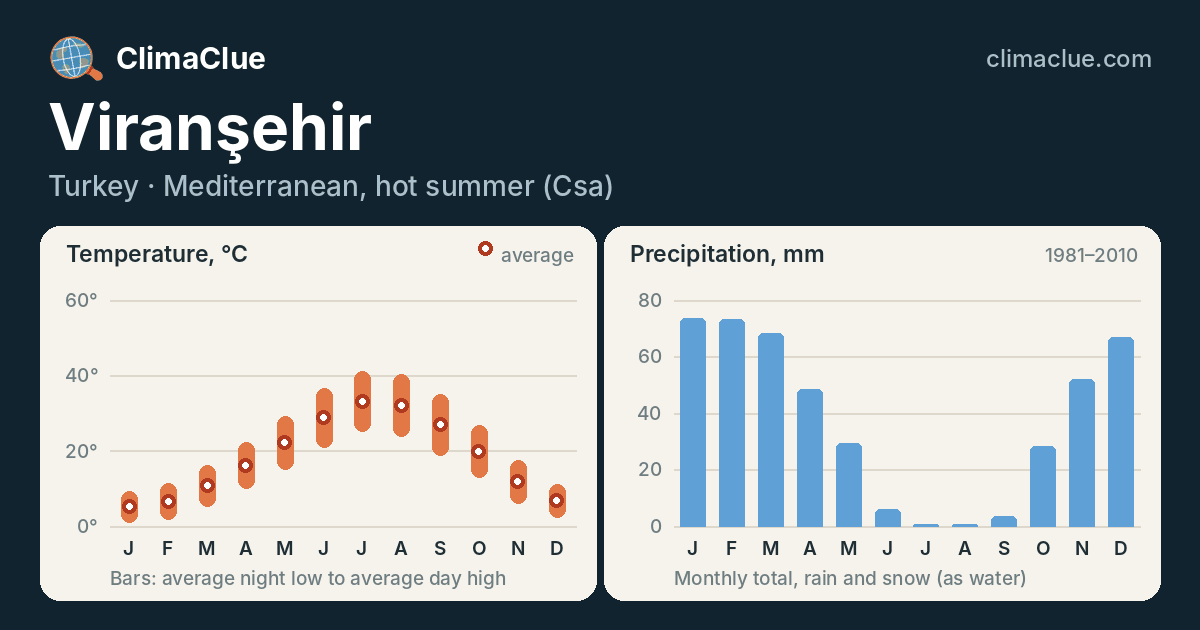 ClimaClue
climaclue.com
Viranşehir
Turkey · Mediterranean, hot summer (Csa)
Temperature, °C
average
60°
40°
20°
0°
J F M A M J J A S O N D
Bars: average night low to average day high
Precipitation, mm
1981–2010
80
60
40
20
0
J F M A M J J A S O N D
Monthly total, rain and snow (as water)